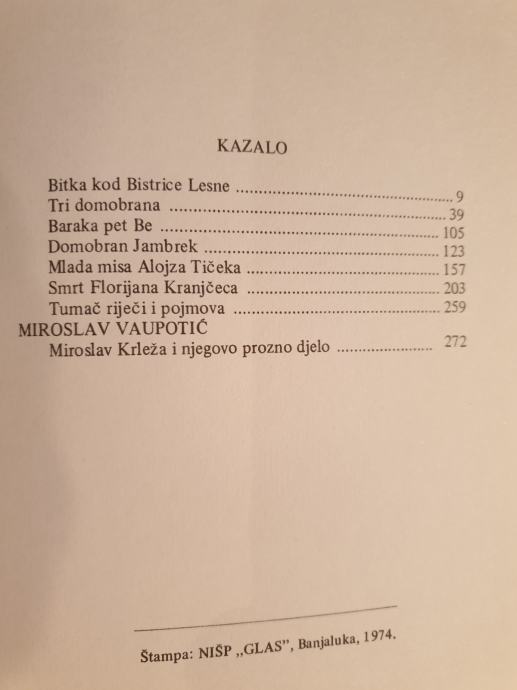 KAZALO
Bitka kod Bistrice Lesne ........................................ 9
Tri domobrana ................................................... 39
Baraka pet Be ................................................... 105
Domobran Jambrek ............................................ 123
Mlada misa Alojza Tičeka .................................... 157
Smrt Florijana Kranjčeca ..................................... 203
Tumač riječi i pojmova ....................................... 259
MIROSLAV VAUPOTIĆ
Miroslav Krleža i njegovo prozno djelo .................... 272
Štampa: NIŠP „GLAS”, Banjaluka, 1974.